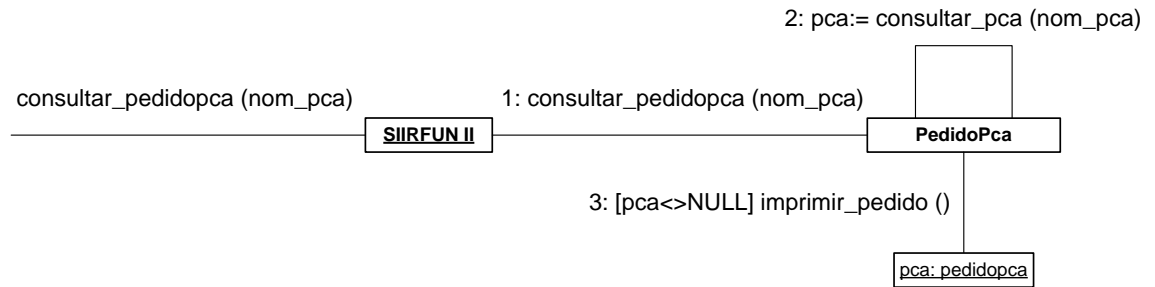 2: pca:= consultar_pca (nom_pca)
consultar_pedidopca (nom_pca)
1: consultar_pedidopca (nom_pca)
SIIRFUN II
PedidoPca
3: [pca<>NULL] imprimir_pedido ()
pca: pedidopca